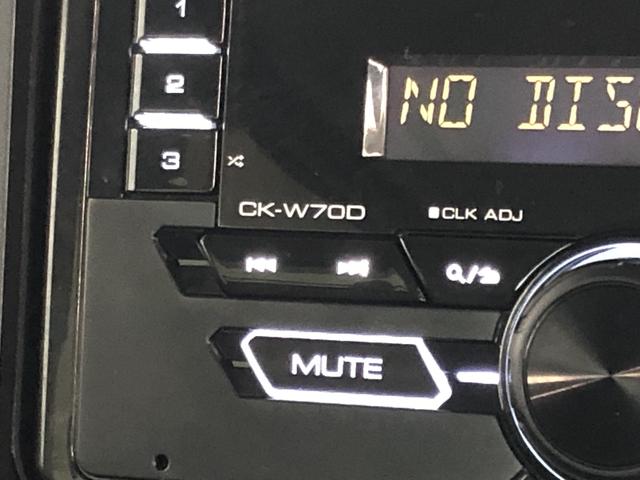 1
2
NO DIS
3
CK-W70D
CLK ADJ
MUTE